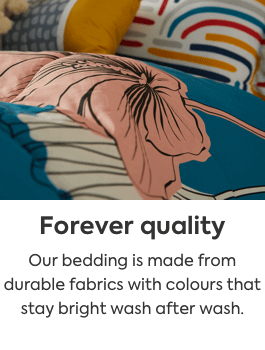 Forever quality
Our bedding is made from
durable fabrics with colours that
stay bright wash after wash.